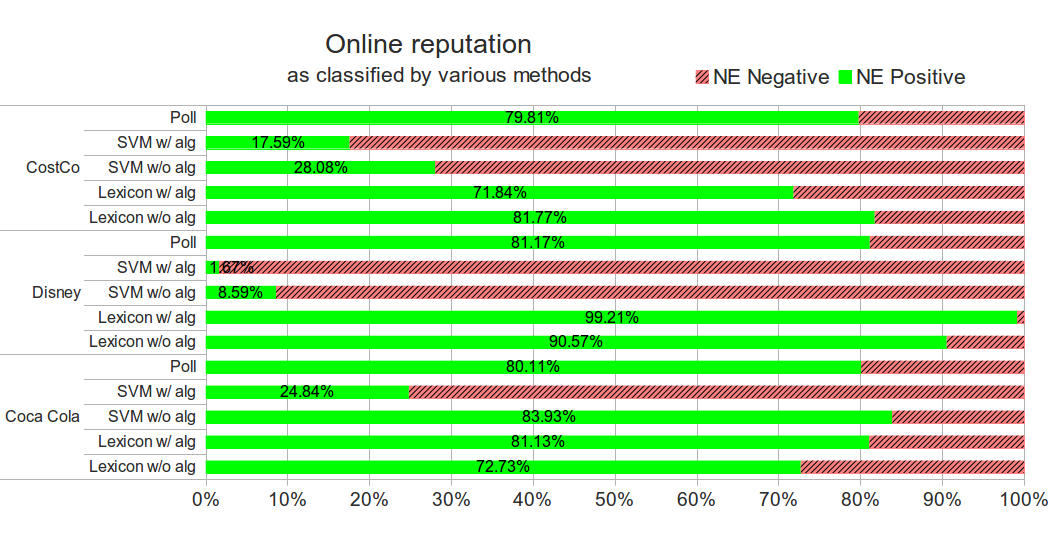 Online reputation
as classified by various methods
NE Negative NE Positive
CostCo
Poll 79.81%
SVM w/ alg 17.59%
SVM w/o alg 28.08%
Lexicon w/ alg 71.84%
Lexicon w/o alg 81.77%
Disney
Poll 81.17%
SVM w/ alg 1.67%
SVM w/o alg 8.59%
Lexicon w/ alg 99.21%
Lexicon w/o alg 90.57%
Coca Cola
Poll 80.11%
SVM w/ alg 24.84%
SVM w/o alg 83.93%
Lexicon w/ alg 81.13%
Lexicon w/o alg 72.73%
0% 10% 20% 30% 40% 50% 60% 70% 80% 90% 100%